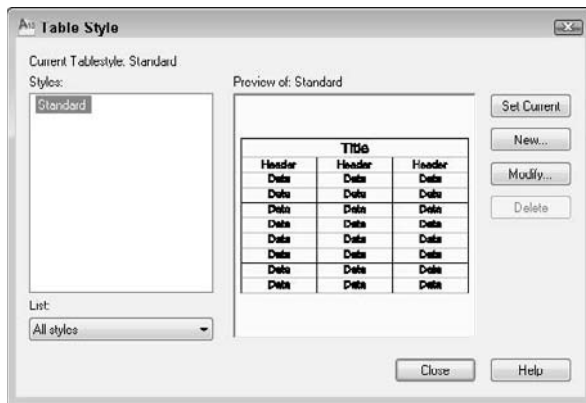 Table Style
Current Tablestyle: Standard
Styles:
Standard
List:
All styles
Preview of: Standard
Title
Header Header Header
Data Data Data
Data Data Data
Data Data Data
Data Data Data
Data Data Data
Data Data Data
Data Data Data
Data Data Data
Set Current
New...
Modify...
Delete
Close
Help